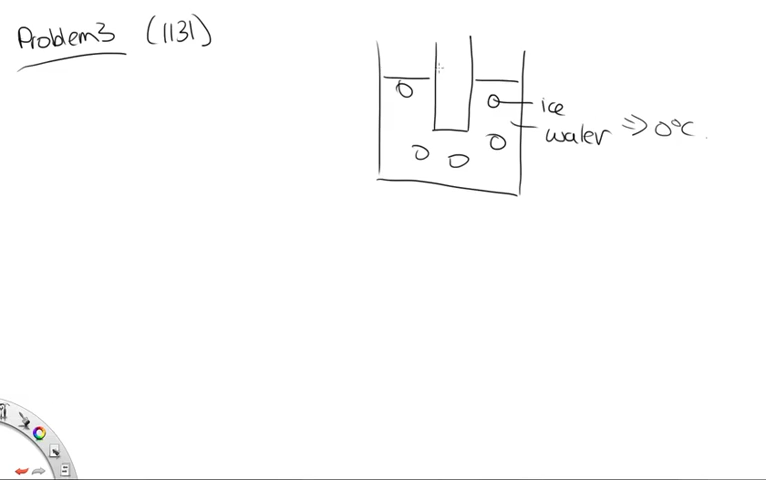 Problem3 (1131)
ice
water ⇒ 0°C.